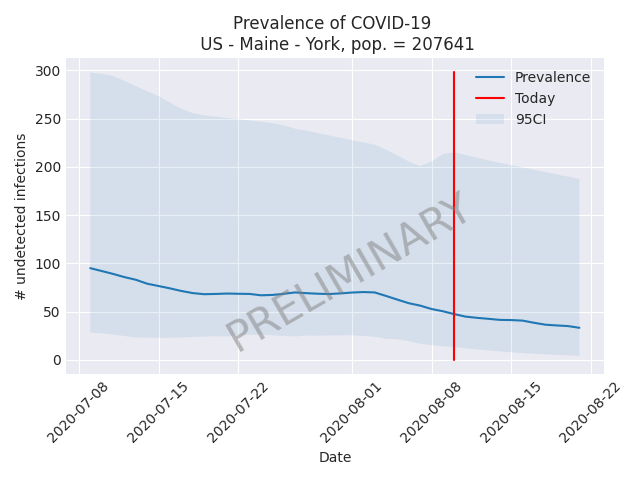 Prevalence of COVID-19
US - Maine - York, pop. = 207641
300
250
200
150
100
50
0
# undetected infections
Prevalence
Today
95CI
PRELIMINARY
2020-07-08
2020-07-15
2020-07-22
2020-08-01
2020-08-08
2020-08-15
2020-08-22
Date